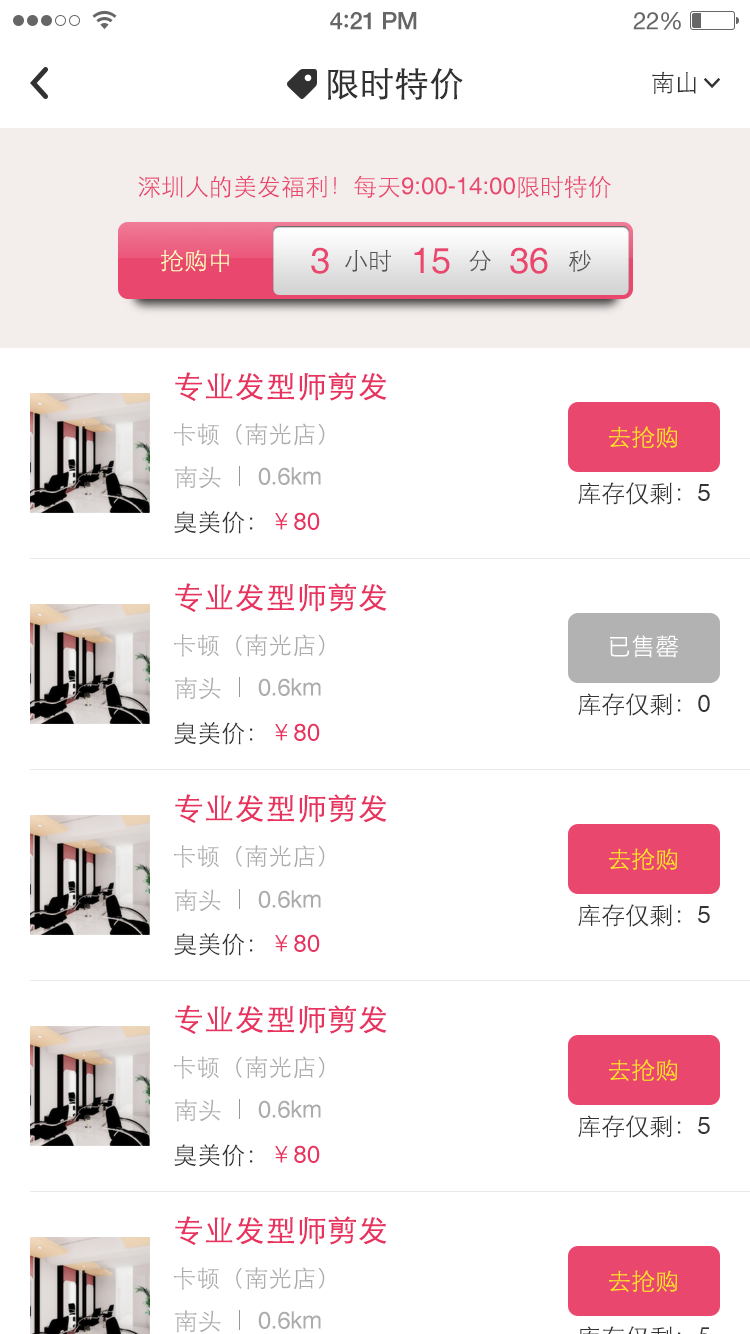 4:21 PM
22%
限时特价
南山
深圳人的美发福利！每天9:00-14:00限时特价
抢购中 3 小时 15 分 36 秒
专业发型师剪发
卡顿（南光店）
去抢购
南头 | 0.6km
库存仅剩：5
臭美价：￥80
专业发型师剪发
卡顿（南光店）
已售罄
南头 | 0.6km
库存仅剩：0
臭美价：￥80
专业发型师剪发
卡顿（南光店）
去抢购
南头 | 0.6km
库存仅剩：5
臭美价：￥80
专业发型师剪发
卡顿（南光店）
去抢购
南头 | 0.6km
库存仅剩：5
臭美价：￥80
专业发型师剪发
卡顿（南光店）
去抢购
南头 | 0.6km
库存仅剩：5